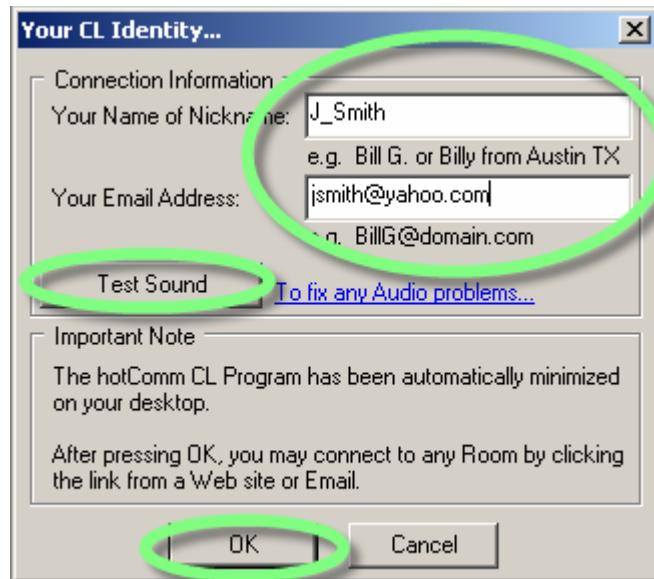 Your CL Identity...
Connection Information
Your Name of Nickname: J_Smith
e.g. Bill G. or Billy from Austin TX
Your Email Address: jsmith@yahoo.com
e.g. BillG@domain.com
Test Sound To fix any Audio problems...
Important Note
The hotComm CL Program has been automatically minimized
on your desktop.
After pressing OK, you may connect to any Room by clicking
the link from a Web site or Email.
OK Cancel